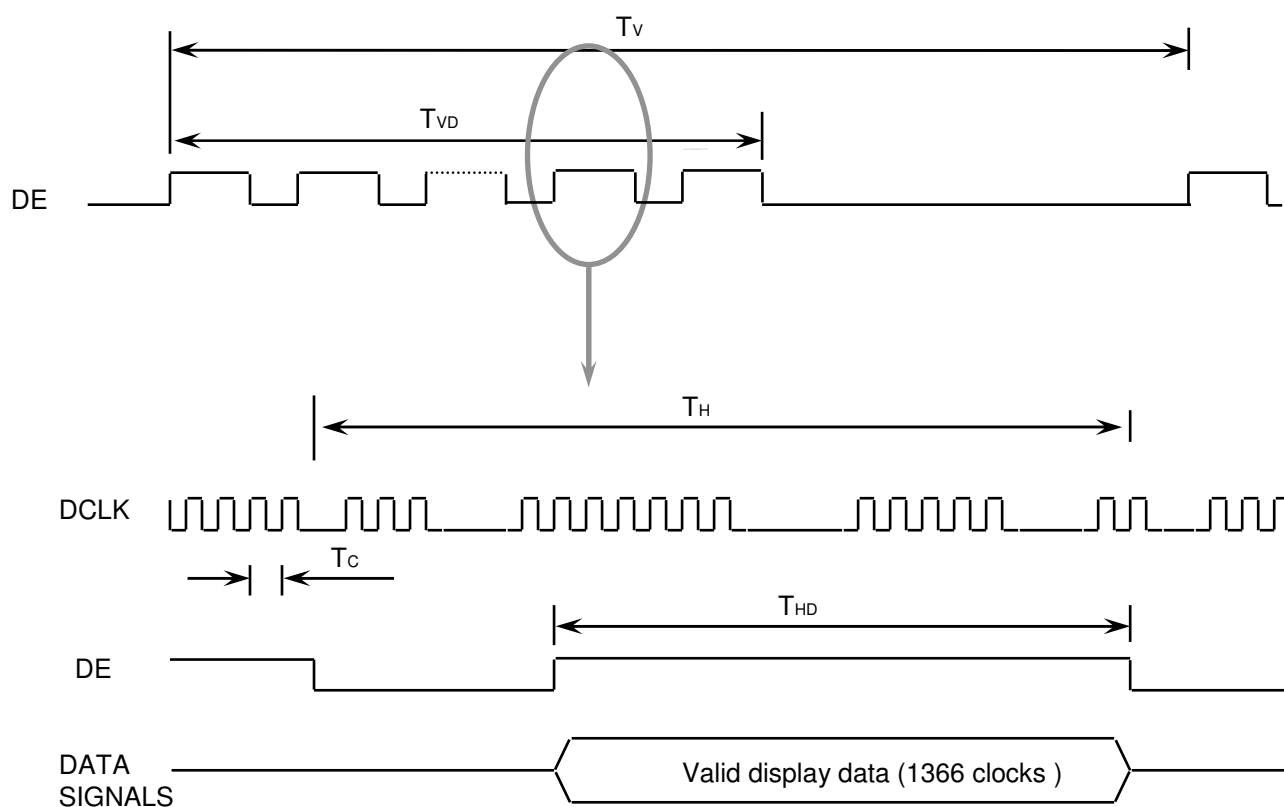 Tv
TVD
DE
TH
DCLK
Tc
THD
DE
DATA
SIGNALS
Valid display data (1366 clocks )